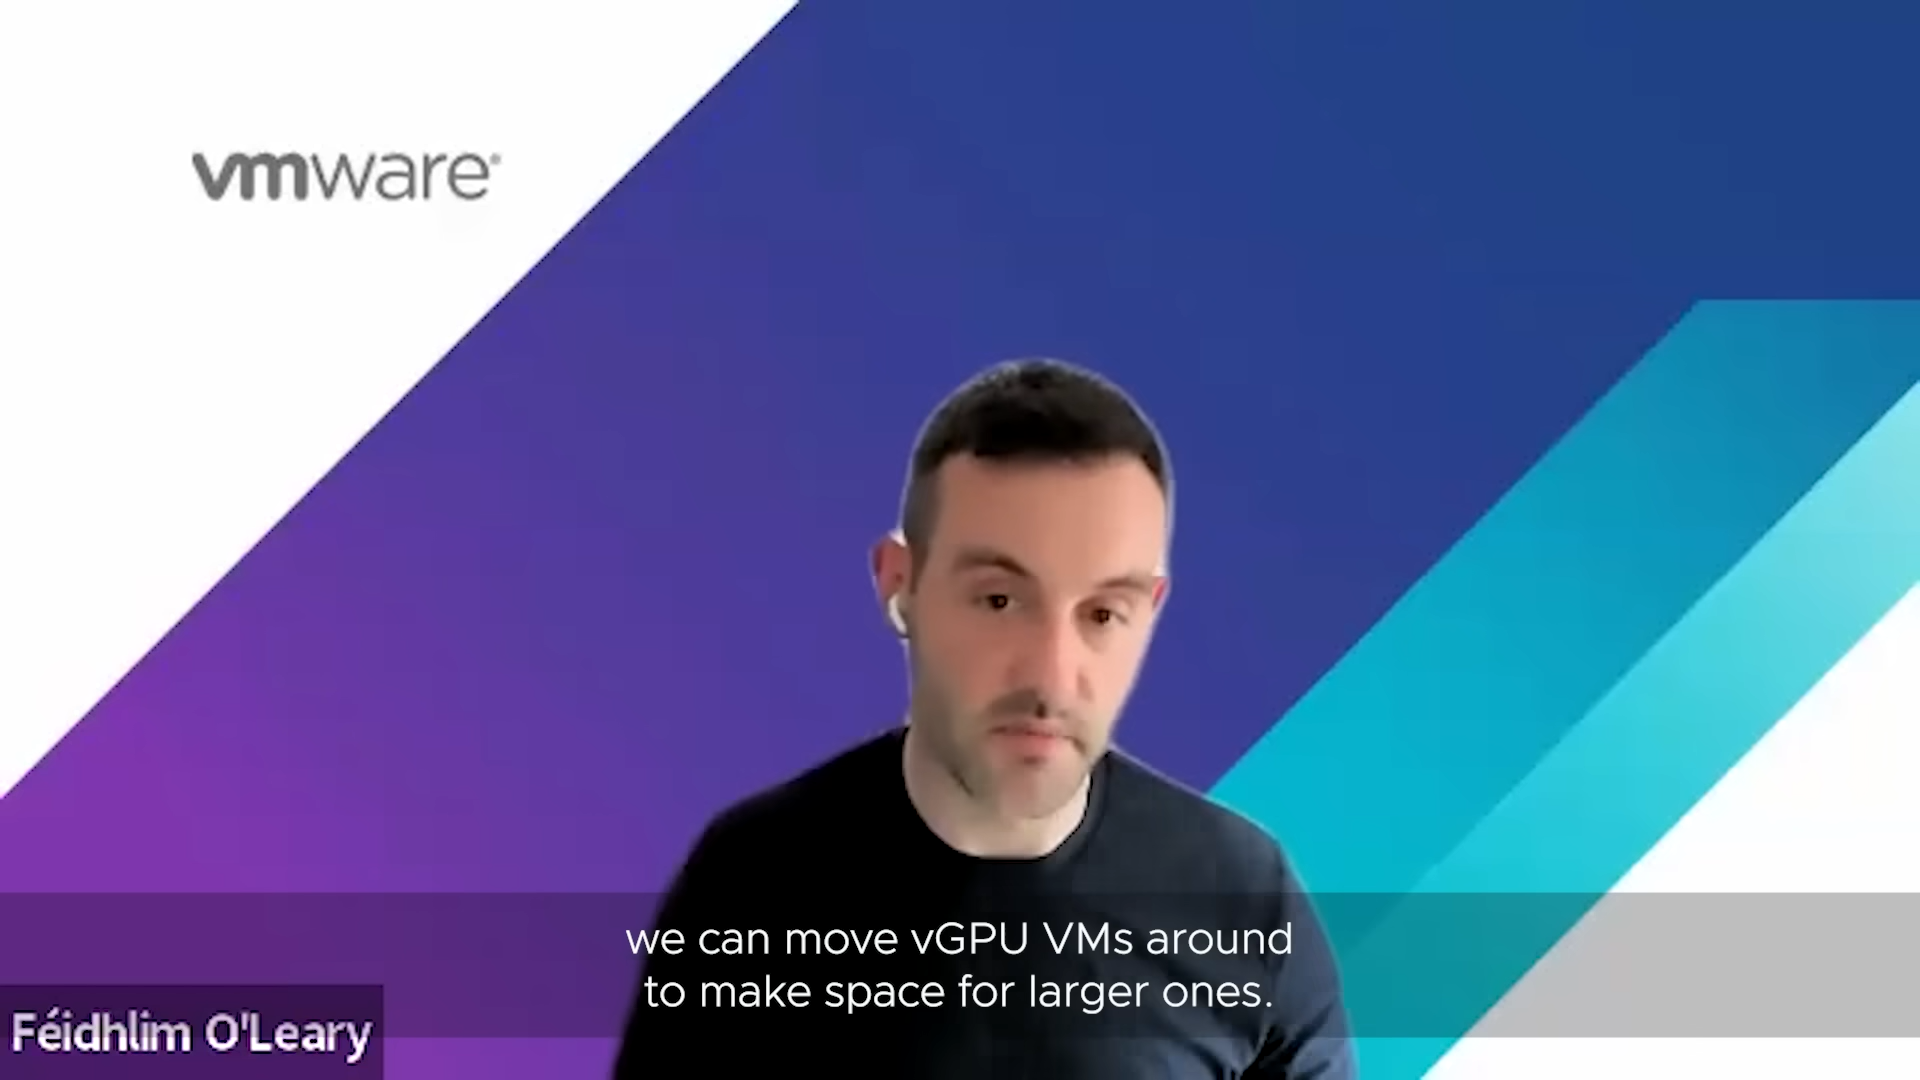 vmware®
we can move vGPU VMs around
to make space for larger ones.
Féidhlim O'Leary